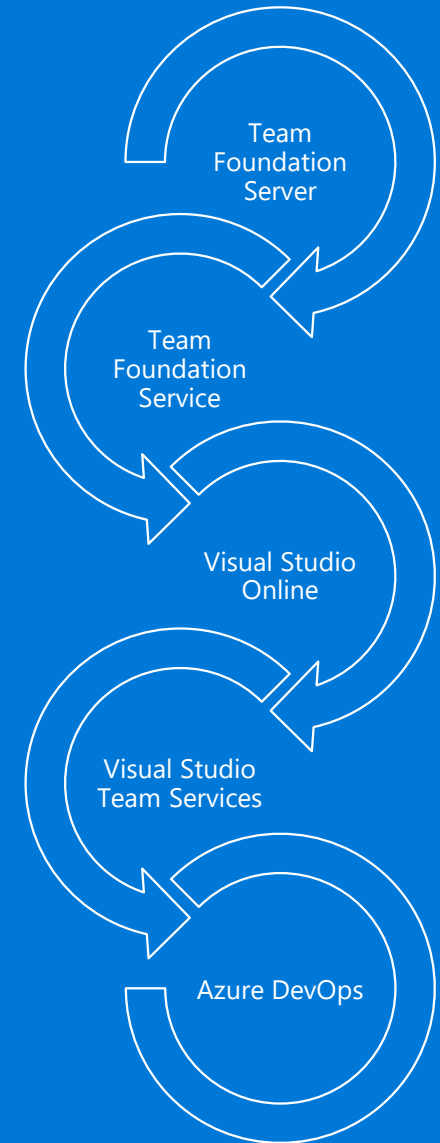 Team
Foundation
Server
Team
Foundation
Service
Visual Studio
Online
Visual Studio
Team Services
Azure DevOps